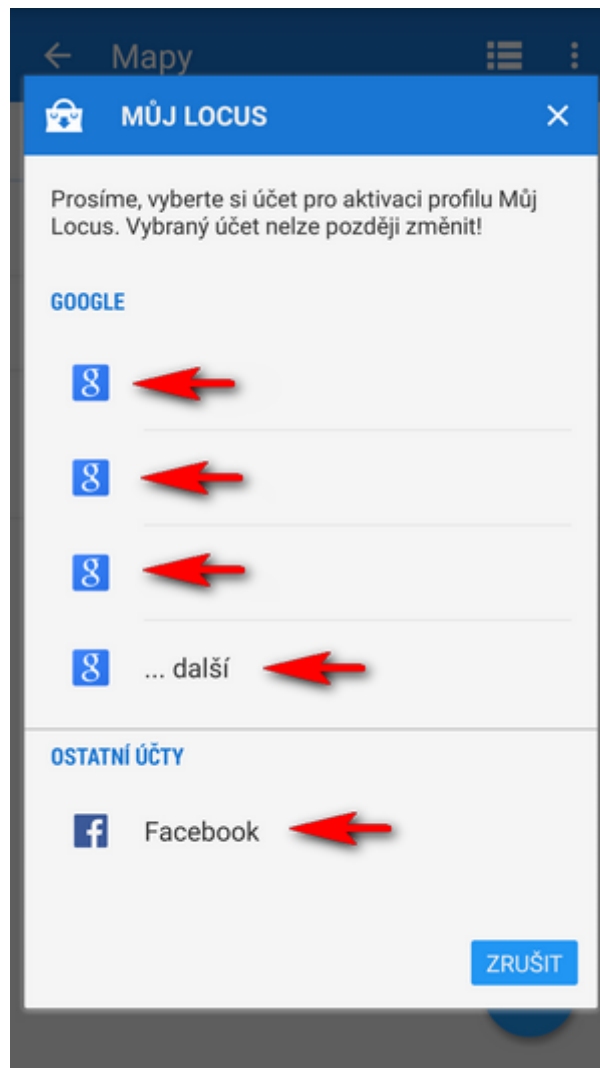 Mapy
MŮJ LOCUS
Prosíme, vyberte si účet pro aktivaci profilu Můj
Locus. Vybraný účet nelze později změnit!
GOOGLE
... další
OSTATNÍ ÚČTY
Facebook
ZRUŠIT